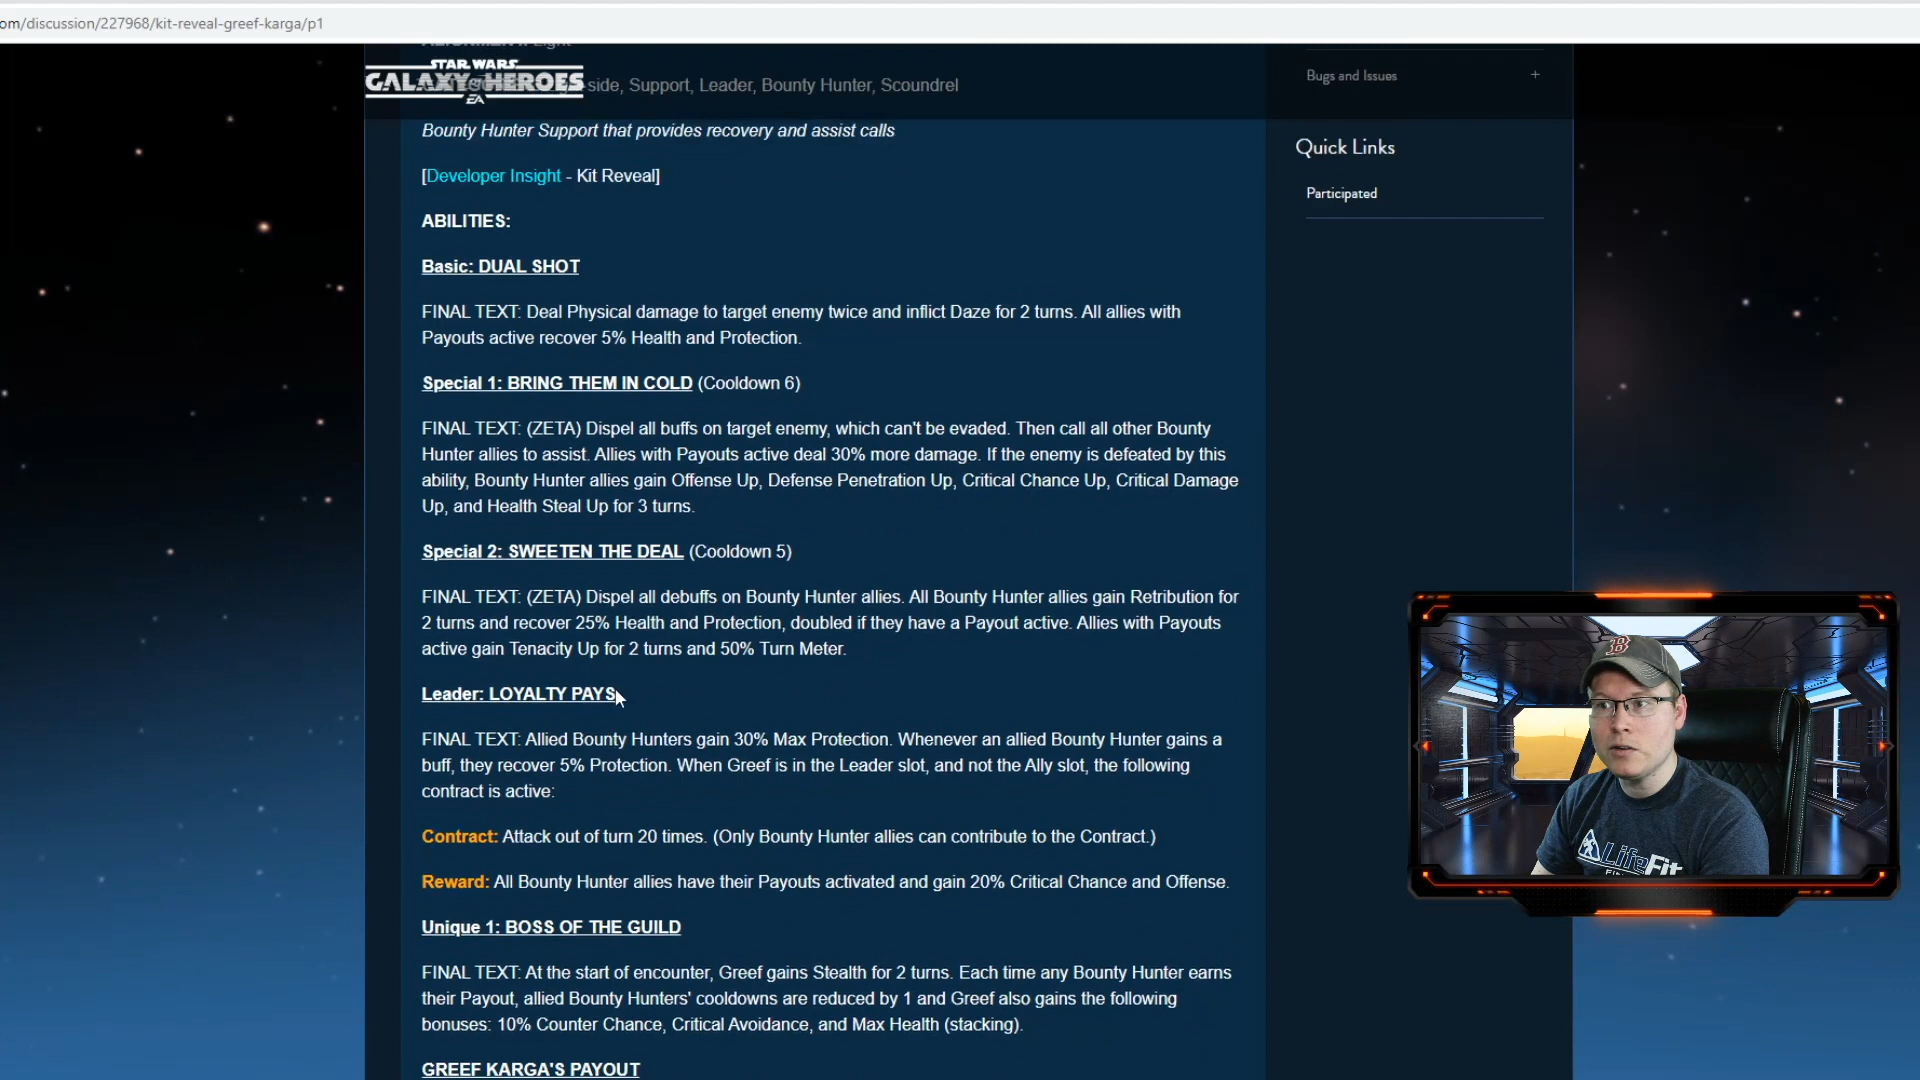 om/discussion/227968/kit-reveal-greef-karga/p1
STAR WARS
GALAXY HEROES
EA
side, Support, Leader, Bounty Hunter, Scoundrel
Bugs and Issues +
Bounty Hunter Support that provides recovery and assist calls
Quick Links
[Developer Insight - Kit Reveal]
Participated
ABILITIES:
Basic: DUAL SHOT
FINAL TEXT: Deal Physical damage to target enemy twice and inflict Daze for 2 turns. All allies with
Payouts active recover 5% Health and Protection.
Special 1: BRING THEM IN COLD (Cooldown 6)
FINAL TEXT: (ZETA) Dispel all buffs on target enemy, which can't be evaded. Then call all other Bounty
Hunter allies to assist. Allies with Payouts active deal 30% more damage. If the enemy is defeated by this
ability, Bounty Hunter allies gain Offense Up, Defense Penetration Up, Critical Chance Up, Critical Damage
Up, and Health Steal Up for 3 turns.
Special 2: SWEETEN THE DEAL (Cooldown 5)
FINAL TEXT: (ZETA) Dispel all debuffs on Bounty Hunter allies. All Bounty Hunter allies gain Retribution for
2 turns and recover 25% Health and Protection, doubled if they have a Payout active. Allies with Payouts
active gain Tenacity Up for 2 turns and 50% Turn Meter.
Leader: LOYALTY PAYS
FINAL TEXT: Allied Bounty Hunters gain 30% Max Protection. Whenever an allied Bounty Hunter gains a
buff, they recover 5% Protection. When Greef is in the Leader slot, and not the Ally slot, the following
contract is active:
Contract: Attack out of turn 20 times. (Only Bounty Hunter allies can contribute to the Contract.)
Reward: All Bounty Hunter allies have their Payouts activated and gain 20% Critical Chance and Offense.
Unique 1: BOSS OF THE GUILD
FINAL TEXT: At the start of encounter, Greef gains Stealth for 2 turns. Each time any Bounty Hunter earns
their Payout, allied Bounty Hunters' cooldowns are reduced by 1 and Greef also gains the following
bonuses: 10% Counter Chance, Critical Avoidance, and Max Health (stacking).
GREEF KARGA'S PAYOUT
B
LifeFit